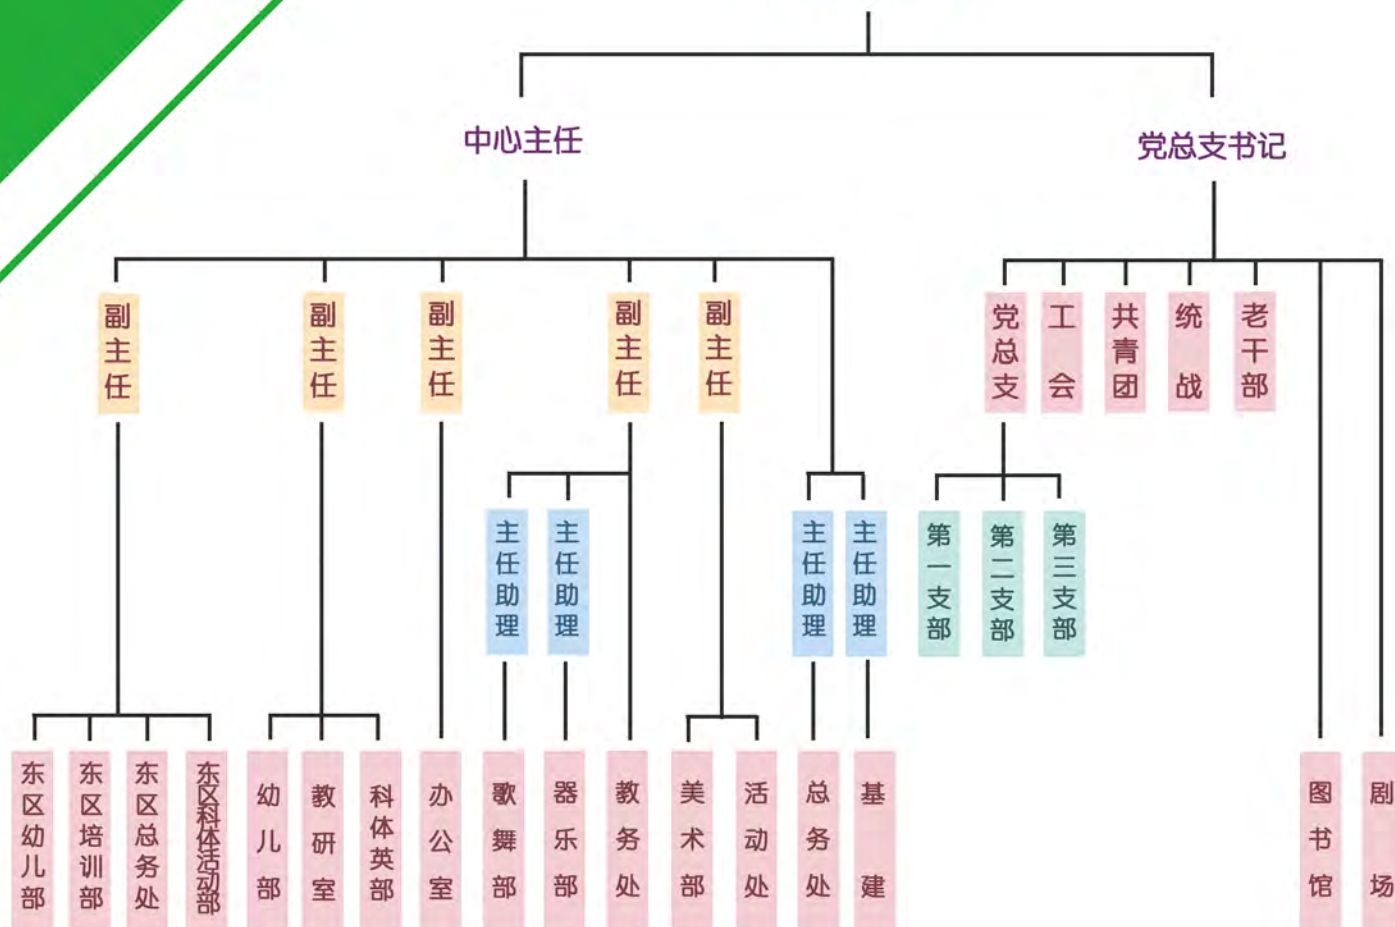 中心主任
党总支书记
副主任
副主任
副主任
副主任
副主任
党总支
工会
共青团
统战
老干部
主任助理
主任助理
主任助理
主任助理
第一支部
第二支部
第三支部
东区幼儿部
东区培训部
东区总务处
东区科体活动部
幼儿部
教研室
科体英部
办公室
歌舞部
器乐部
教务处
美术部
活动处
总务处
基建
图书馆
剧场